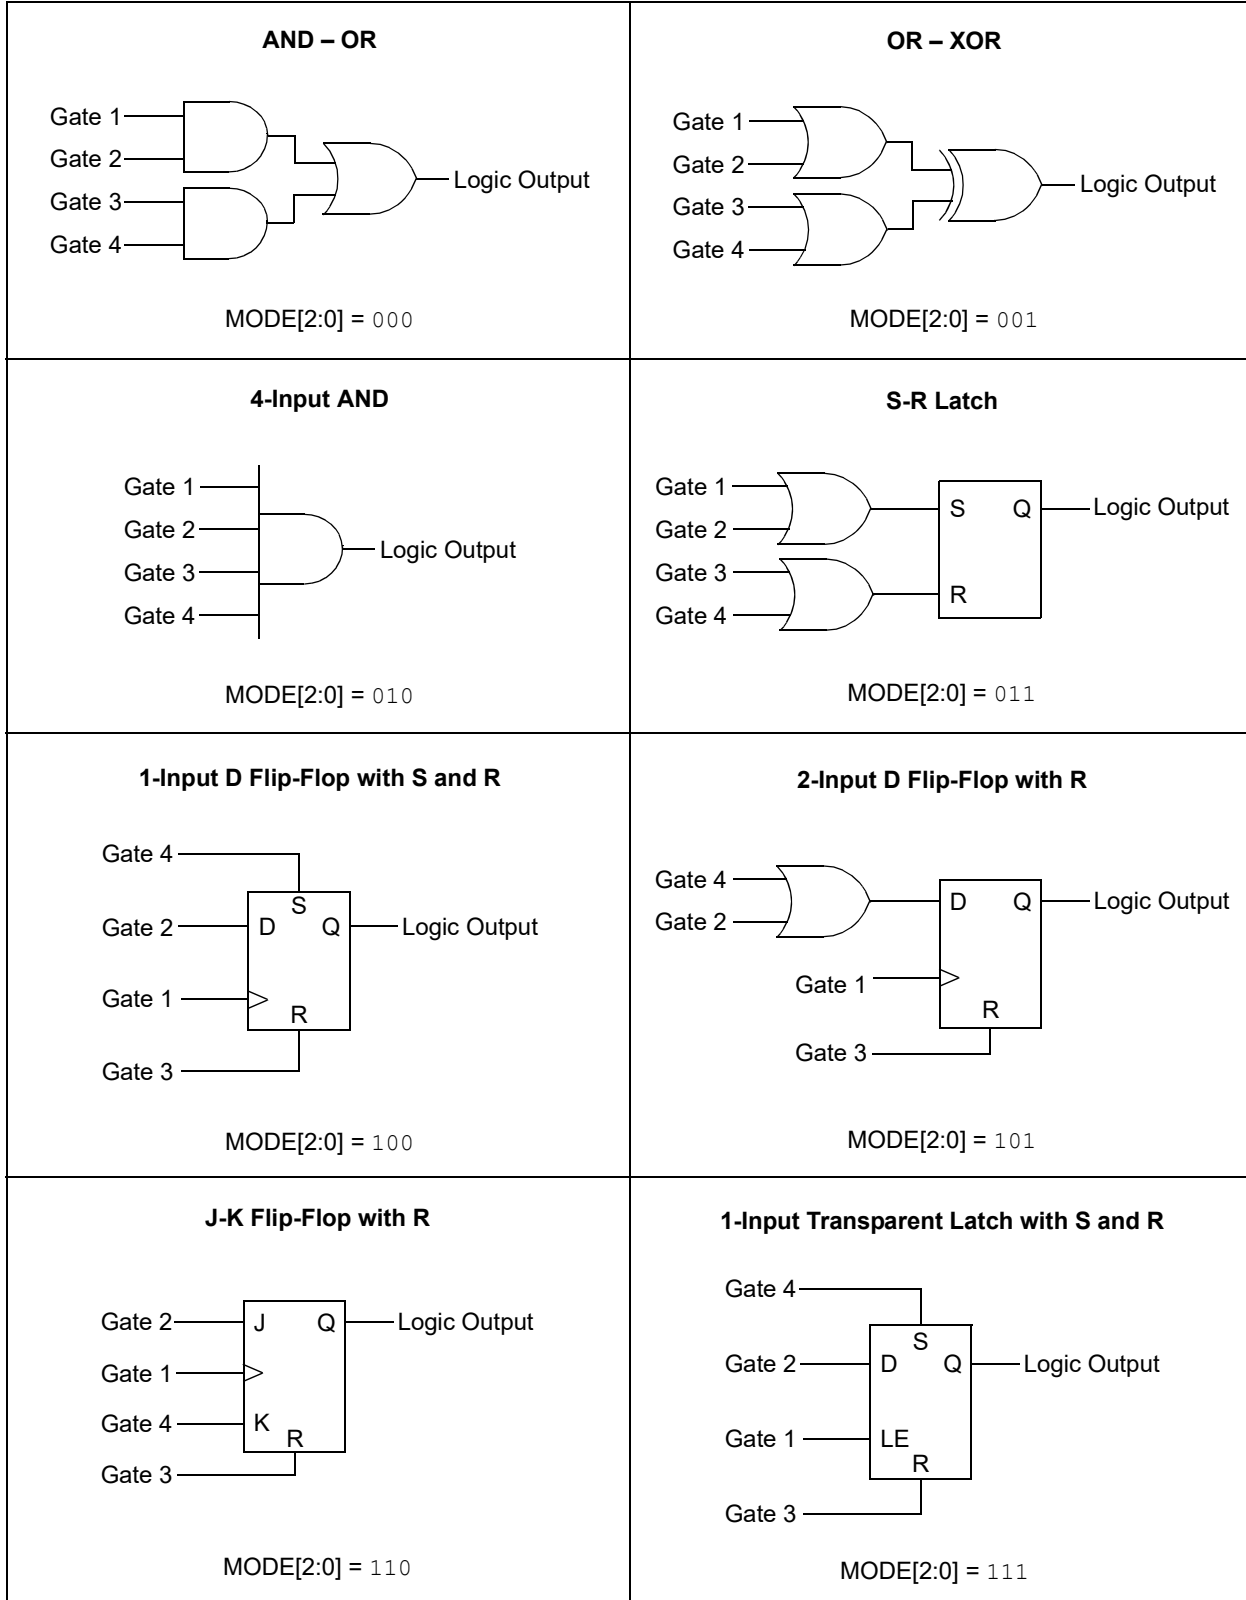 AND – OR
Gate 1
Gate 2
Gate 3
Gate 4
Logic Output
MODE[2:0] = 000
OR – XOR
Gate 1
Gate 2
Gate 3
Gate 4
Logic Output
MODE[2:0] = 001
4-Input AND
Gate 1
Gate 2
Gate 3
Gate 4
Logic Output
MODE[2:0] = 010
S-R Latch
Gate 1
Gate 2
Gate 3
Gate 4
S Q
R
Logic Output
MODE[2:0] = 011
1-Input D Flip-Flop with S and R
Gate 4
S
Gate 2
D Q
Logic Output
Gate 1
R
Gate 3
MODE[2:0] = 100
2-Input D Flip-Flop with R
Gate 4
Gate 2
D Q
Logic Output
Gate 1
R
Gate 3
MODE[2:0] = 101
J-K Flip-Flop with R
Gate 2
J Q
Logic Output
Gate 1
Gate 4
K
R
Gate 3
MODE[2:0] = 110
1-Input Transparent Latch with S and R
Gate 4
S
Gate 2
D Q
Logic Output
Gate 1
LE
R
Gate 3
MODE[2:0] = 111